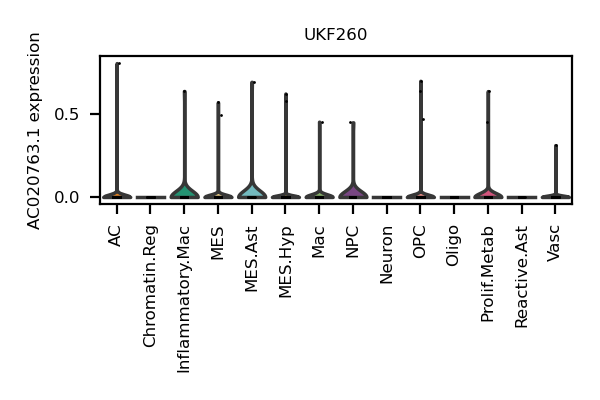 UKF260
AC020763.1 expression
0.5
0.0
AC
Chromatin.Reg
Inflammatory.Mac
MES
MES.Ast
MES.Hyp
Mac
NPC
Neuron
OPC
Oligo
Prolif.Metab
Reactive.Ast
Vasc